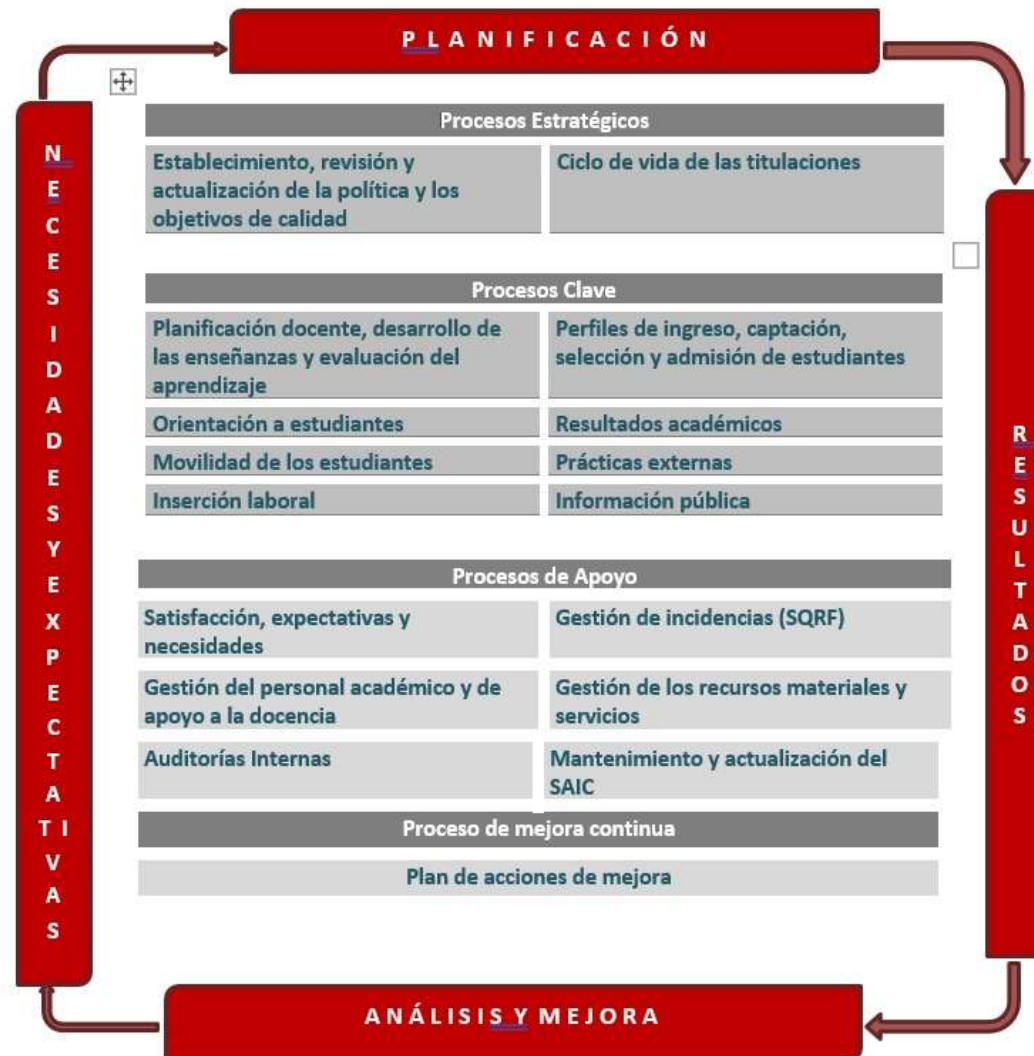 PLANIFICACIÓN
NECESIDADES Y EXPECTATIVAS
Procesos Estratégicos
Establecimiento, revisión y
actualización de la política y los
objetivos de calidad
Ciclo de vida de las titulaciones
Procesos Clave
Planificación docente, desarrollo de
las enseñanzas y evaluación del
aprendizaje
Perfiles de ingreso, captación,
selección y admisión de estudiantes
Orientación a estudiantes
Resultados académicos
Movilidad de los estudiantes
Prácticas externas
Inserción laboral
Información pública
Procesos de Apoyo
Satisfacción, expectativas y
necesidades
Gestión de incidencias (SQRF)
Gestión del personal académico y de
apoyo a la docencia
Gestión de los recursos materiales y
servicios
Auditorías Internas
Mantenimiento y actualización del
SAIC
Proceso de mejora continua
Plan de acciones de mejora
RESULTADOS
ANÁLISIS Y MEJORA